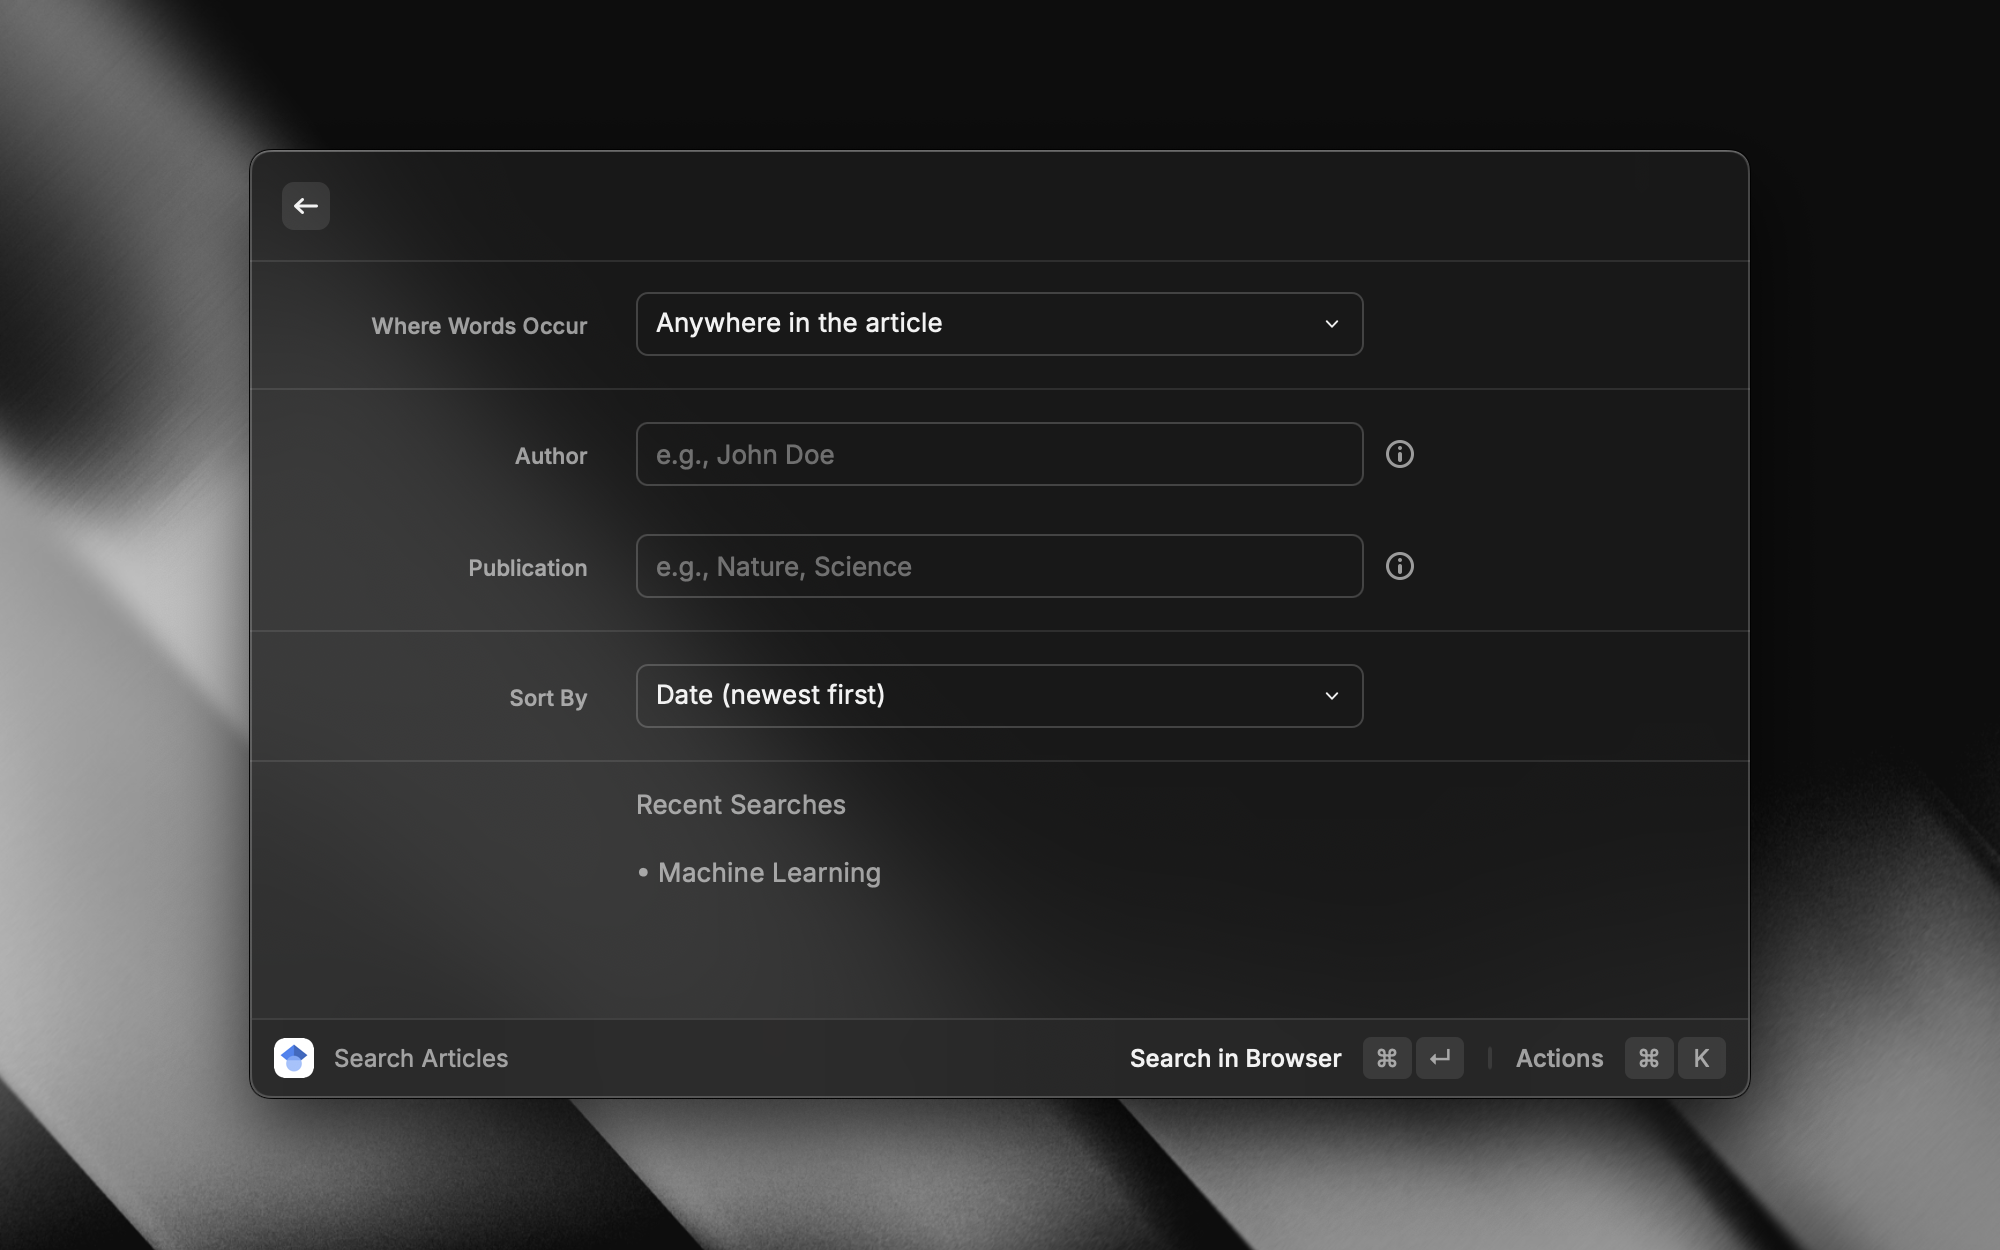 Where Words Occur
Anywhere in the article
Author
e.g., John Doe
Publication
e.g., Nature, Science
Sort By
Date (newest first)
Recent Searches
• Machine Learning
Search Articles
Search in Browser ⌘ ↵ Actions ⌘ K